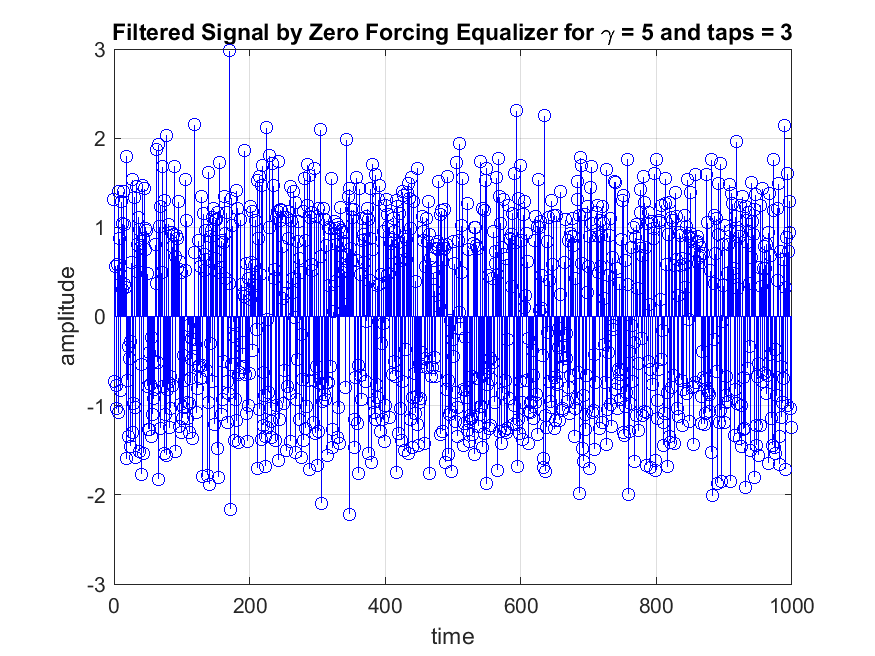 Filtered Signal by Zero Forcing Equalizer for γ = 5 and taps = 3
3
2
1
0
-1
-2
-3
amplitude
0 200 400 600 800 1000
time